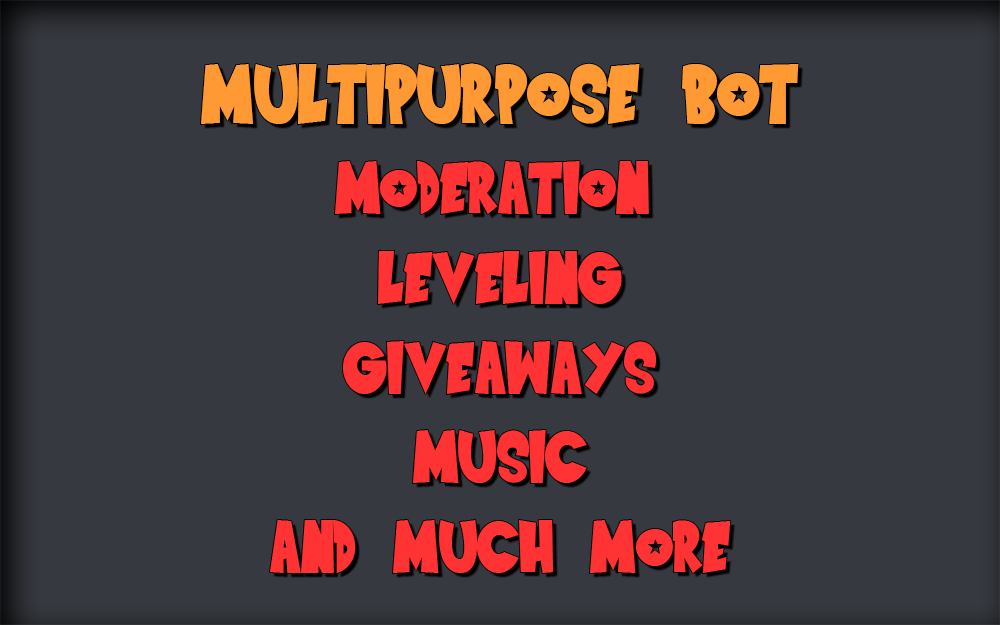 MULTIPURPOSE BOT
MODERATION
LEVELING
GIVEAWAYS
MUSIC
AND MUCH MORE